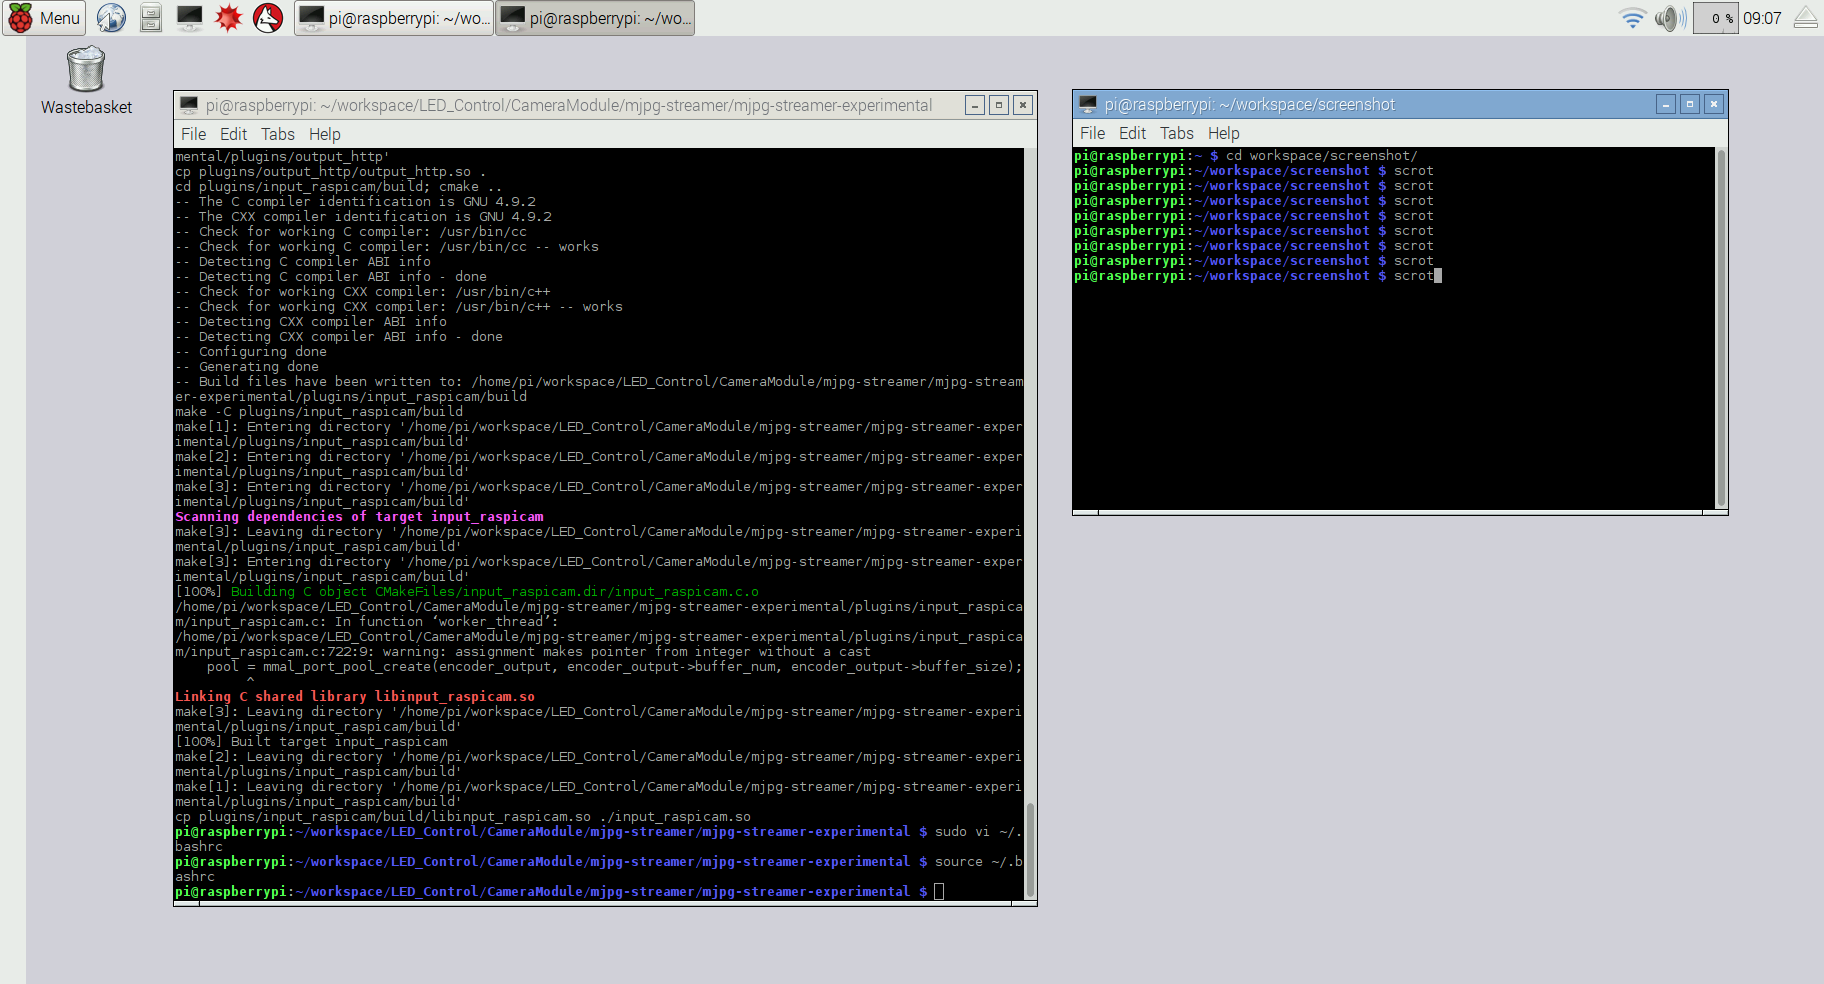 Menu
pi@raspberrypi: ~/wo...
pi@raspberrypi: ~/wo...
0 %
09:07
Wastebasket
pi@raspberrypi: ~/workspace/LED_Control/CameraModule/mjpg-streamer/mjpg-streamer-experimental
File Edit Tabs Help
mental/plugins/output_http'
cp plugins/output_http/output_http.so .
cd plugins/input_raspicam/build; cmake ..
-- The C compiler identification is GNU 4.9.2
-- The CXX compiler identification is GNU 4.9.2
-- Check for working C compiler: /usr/bin/cc
-- Check for working C compiler: /usr/bin/cc -- works
-- Detecting C compiler ABI info
-- Detecting C compiler ABI info - done
-- Check for working CXX compiler: /usr/bin/c++
-- Check for working CXX compiler: /usr/bin/c++ -- works
-- Detecting CXX compiler ABI info
-- Detecting CXX compiler ABI info - done
-- Configuring done
-- Generating done
-- Build files have been written to: /home/pi/workspace/LED_Control/CameraModule/mjpg-streamer/mjpg-stream
er-experimental/plugins/input_raspicam/build
make -C plugins/input_raspicam/build
make[1]: Entering directory '/home/pi/workspace/LED_Control/CameraModule/mjpg-streamer/mjpg-streamer-exper
imental/plugins/input_raspicam/build'
make[2]: Entering directory '/home/pi/workspace/LED_Control/CameraModule/mjpg-streamer/mjpg-streamer-exper
imental/plugins/input_raspicam/build'
make[3]: Entering directory '/home/pi/workspace/LED_Control/CameraModule/mjpg-streamer/mjpg-streamer-exper
imental/plugins/input_raspicam/build'
Scanning dependencies of target input_raspicam
make[3]: Leaving directory '/home/pi/workspace/LED_Control/CameraModule/mjpg-streamer/mjpg-streamer-experi
mental/plugins/input_raspicam/build'
make[3]: Entering directory '/home/pi/workspace/LED_Control/CameraModule/mjpg-streamer/mjpg-streamer-exper
imental/plugins/input_raspicam/build'
[100%] Building C object CMakeFiles/input_raspicam.dir/input_raspicam.c.o
/home/pi/workspace/LED_Control/CameraModule/mjpg-streamer/mjpg-streamer-experimental/plugins/input_raspica
m/input_raspicam.c: In function ‘worker_thread’:
/home/pi/workspace/LED_Control/CameraModule/mjpg-streamer/mjpg-streamer-experimental/plugins/input_raspica
m/input_raspicam.c:722:9: warning: assignment makes pointer from integer without a cast
pool = mmal_port_pool_create(encoder_output, encoder_output->buffer_num, encoder_output->buffer_size);
^
Linking C shared library libinput_raspicam.so
make[3]: Leaving directory '/home/pi/workspace/LED_Control/CameraModule/mjpg-streamer/mjpg-streamer-experi
mental/plugins/input_raspicam/build'
[100%] Built target input_raspicam
make[2]: Leaving directory '/home/pi/workspace/LED_Control/CameraModule/mjpg-streamer/mjpg-streamer-experi
mental/plugins/input_raspicam/build'
make[1]: Leaving directory '/home/pi/workspace/LED_Control/CameraModule/mjpg-streamer/mjpg-streamer-experi
mental/plugins/input_raspicam/build'
cp plugins/input_raspicam/build/libinput_raspicam.so ./input_raspicam.so
pi@raspberrypi:~/workspace/LED_Control/CameraModule/mjpg-streamer/mjpg-streamer-experimental $ sudo vi ~/.
bashrc
pi@raspberrypi:~/workspace/LED_Control/CameraModule/mjpg-streamer/mjpg-streamer-experimental $ source ~/.b
ashrc
pi@raspberrypi:~/workspace/LED_Control/CameraModule/mjpg-streamer/mjpg-streamer-experimental $
pi@raspberrypi: ~/workspace/screenshot
File Edit Tabs Help
pi@raspberrypi:~ $ cd workspace/screenshot/
pi@raspberrypi:~/workspace/screenshot $ scrot
pi@raspberrypi:~/workspace/screenshot $ scrot
pi@raspberrypi:~/workspace/screenshot $ scrot
pi@raspberrypi:~/workspace/screenshot $ scrot
pi@raspberrypi:~/workspace/screenshot $ scrot
pi@raspberrypi:~/workspace/screenshot $ scrot
pi@raspberrypi:~/workspace/screenshot $ scrot
pi@raspberrypi:~/workspace/screenshot $ scrot